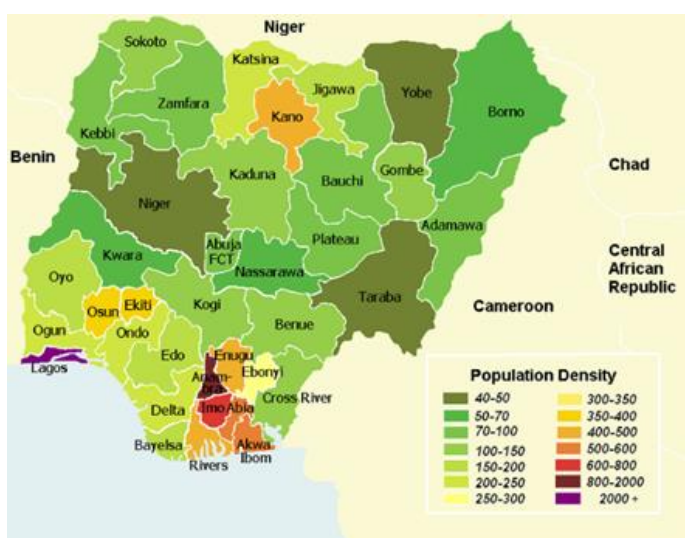 Niger
Sokoto
Katsina
Jigawa
Yobe
Borno
Zamfara
Kano
Kebbi
Benin
Chad
Gombe
Kaduna
Bauchi
Niger
Adamawa
Abuja
FCT
Plateau
Kwara
Nassarawa
Central
African
Republic
Oyo
Taraba
Cameroon
Osun
Ekiti
Kogi
Benue
Ogun
Ondo
Edo
Enugu
Ebonyi
Lagos
Anam-
bra
Cross River
Delta
Imo
Abia
Bayelsa
Akwa
Ibom
Rivers
Population Density
40-50
50-70
70-100
100-150
150-200
200-250
250-300
300-350
350-400
400-500
500-600
600-800
800-2000
2000 +